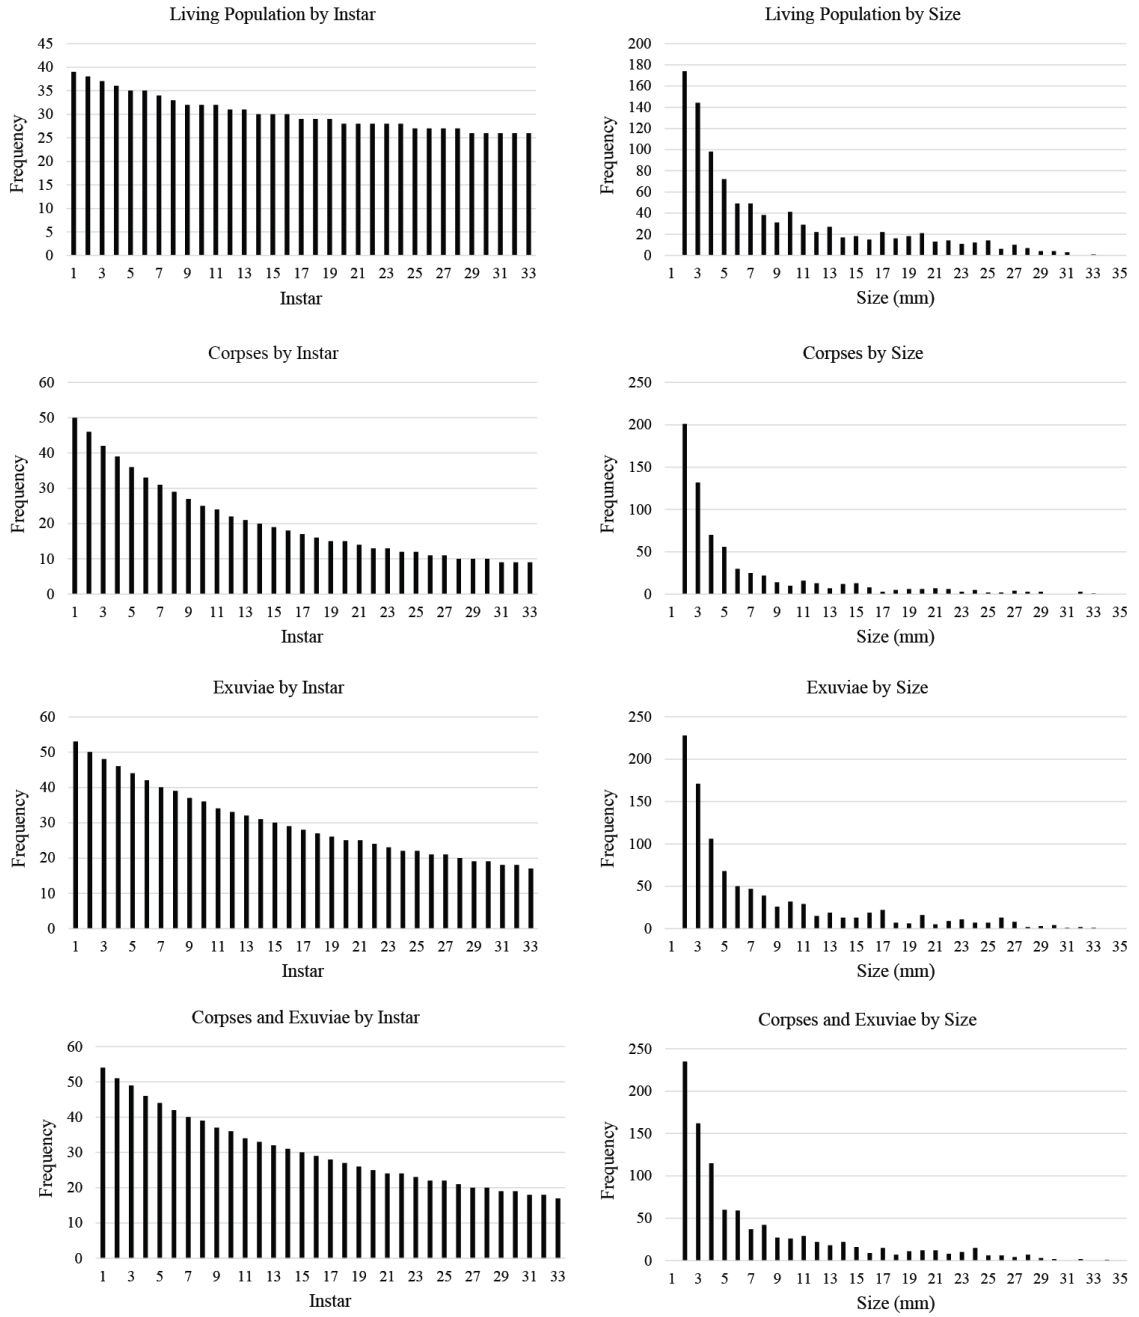 Living Population by Instar
45
40
35
30
25
20
15
10
5
0
Frequency
1 3 5 7 9 11 13 15 17 19 21 23 25 27 29 31 33
Instar
Living Population by Size
200
180
160
140
120
100
80
60
40
20
0
Frequency
1 3 5 7 9 11 13 15 17 19 21 23 25 27 29 31 33 35
Size (mm)
Corpses by Instar
60
50
40
30
20
10
0
Frequency
1 3 5 7 9 11 13 15 17 19 21 23 25 27 29 31 33
Instar
Corpses by Size
250
200
150
100
50
0
Frequnecy
1 3 5 7 9 11 13 15 17 19 21 23 25 27 29 31 33 35
Size (mm)
Exuviae by Instar
60
50
40
30
20
10
0
Frequency
1 3 5 7 9 11 13 15 17 19 21 23 25 27 29 31 33
Instar
Exuviae by Size
250
200
150
100
50
0
Frequency
1 3 5 7 9 11 13 15 17 19 21 23 25 27 29 31 33 35
Size (mm)
Corpses and Exuviae by Instar
60
50
40
30
20
10
0
Frequency
1 3 5 7 9 11 13 15 17 19 21 23 25 27 29 31 33
Instar
Corpses and Exuviae by Size
250
200
150
100
50
0
Frequency
1 3 5 7 9 11 13 15 17 19 21 23 25 27 29 31 33 35
Size (mm)